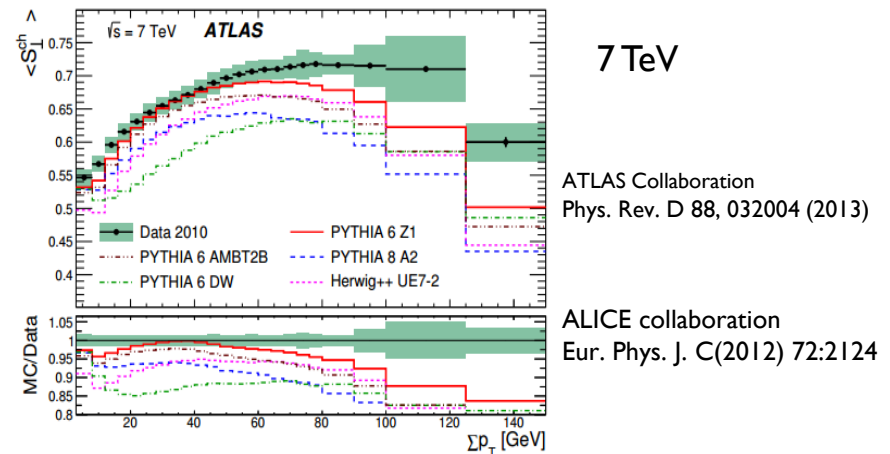 √s = 7 TeV ATLAS
< S⊥ch >
0.75
0.7
0.65
0.6
0.55
0.5
0.45
0.4
Data 2010
PYTHIA 6 Z1
PYTHIA 6 AMBT2B
PYTHIA 8 A2
PYTHIA 6 DW
Herwig++ UE7-2
MC/Data
1.05
1
0.95
0.9
0.85
0.8
20 40 60 80 100 120 140
ΣpT [GeV]
7 TeV
ATLAS Collaboration
Phys. Rev. D 88, 032004 (2013)
ALICE collaboration
Eur. Phys. J. C(2012) 72:2124